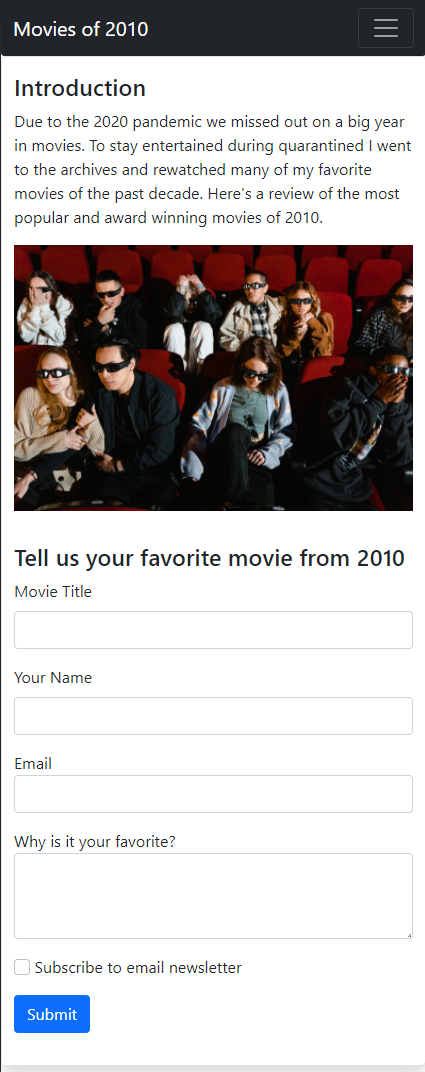 Movies of 2010
Introduction
Due to the 2020 pandemic we missed out on a big year
in movies. To stay entertained during quarantined I went
to the archives and rewatched many of my favorite
movies of the past decade. Here's a review of the most
popular and award winning movies of 2010.
Tell us your favorite movie from 2010
Movie Title
Your Name
Email
Why is it your favorite?
Subscribe to email newsletter
Submit